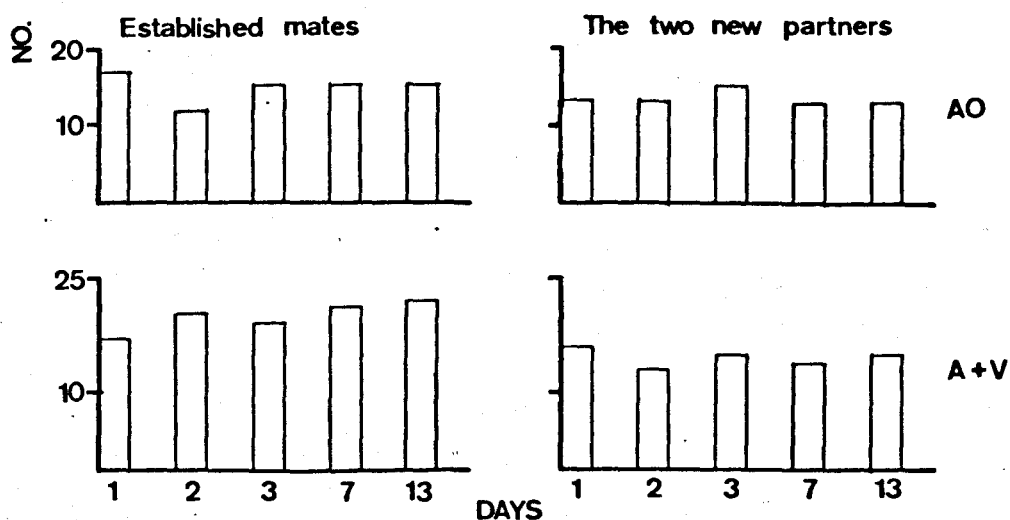 Established mates
The two new partners
NO.
20
10
AO
25
10
A+V
1 2 3 7 13
1 2 3 7 13
DAYS